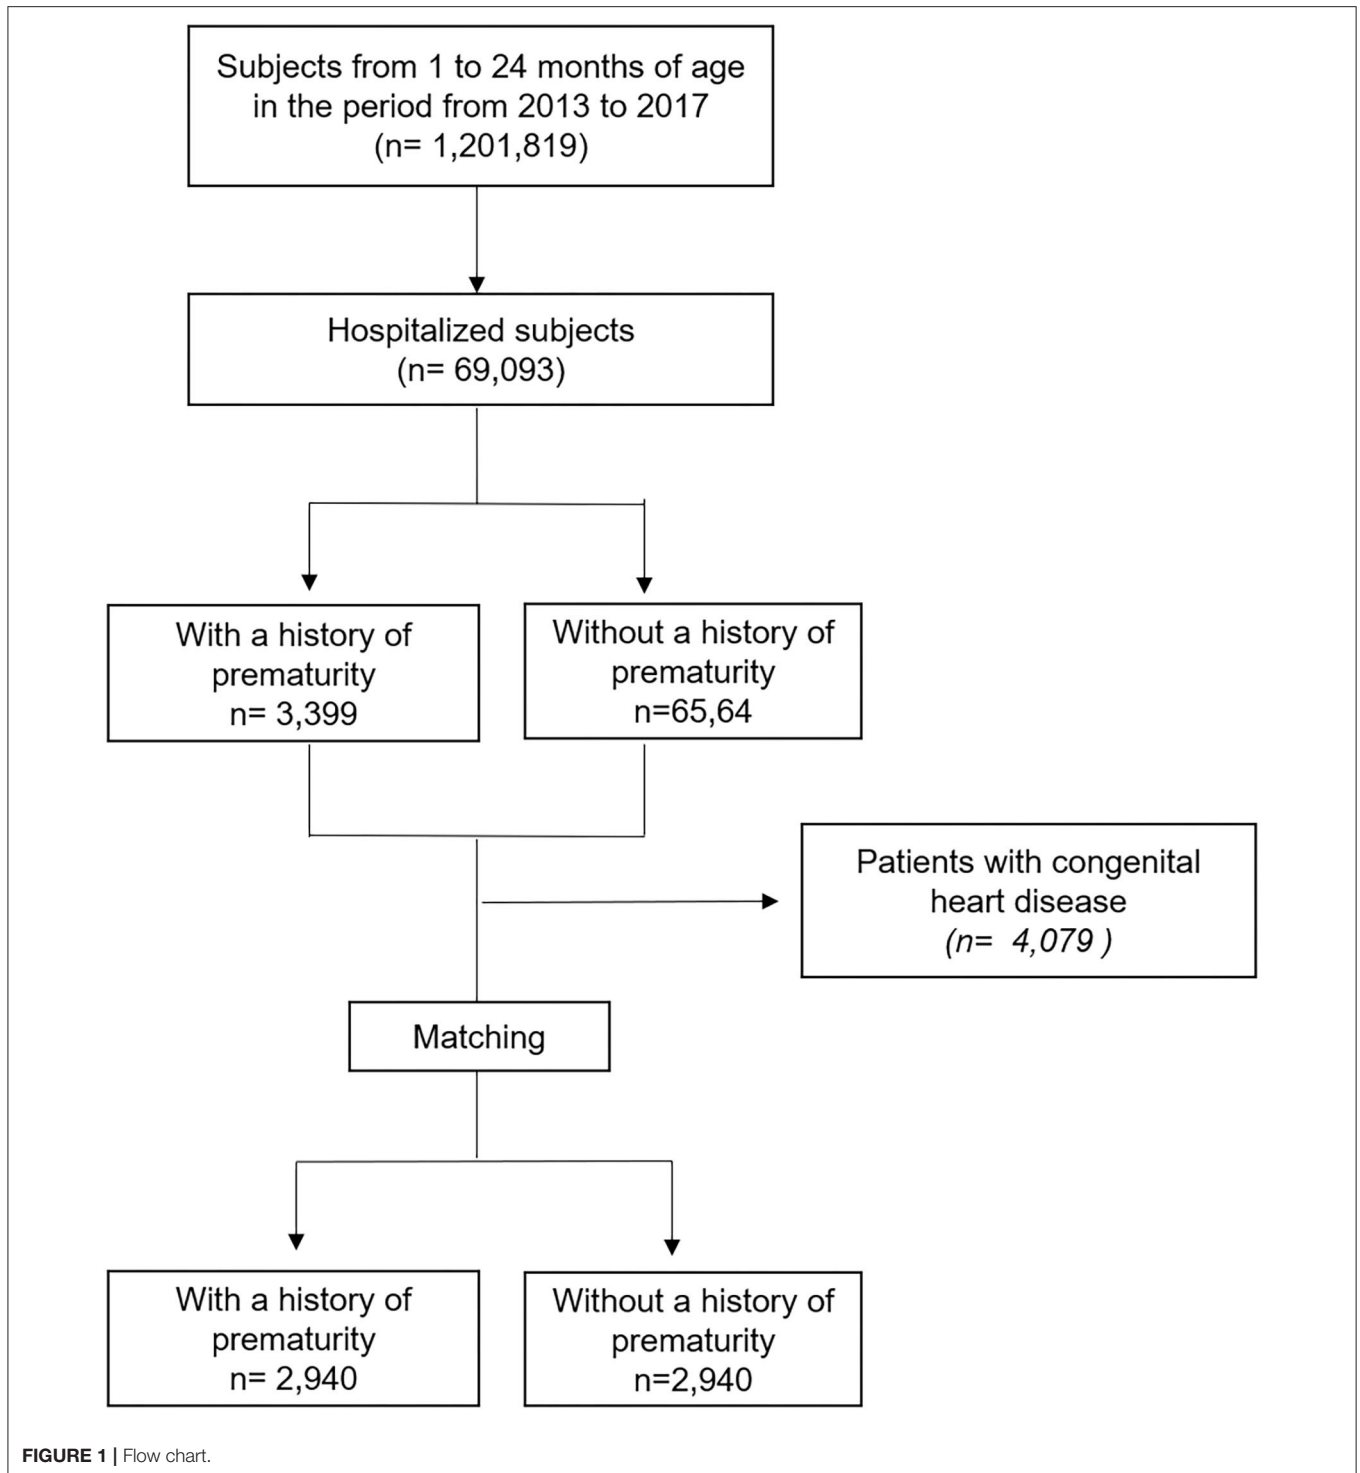 Subjects from 1 to 24 months of age
in the period from 2013 to 2017
(n= 1,201,819)
Hospitalized subjects
(n= 69,093)
With a history of
prematurity
n= 3,399
Without a history of
prematurity
n=65,64
Patients with congenital
heart disease
(n=  4,079 )
Matching
With a history of
prematurity
n= 2,940
Without a history of
prematurity
n=2,940
FIGURE 1 | Flow chart.